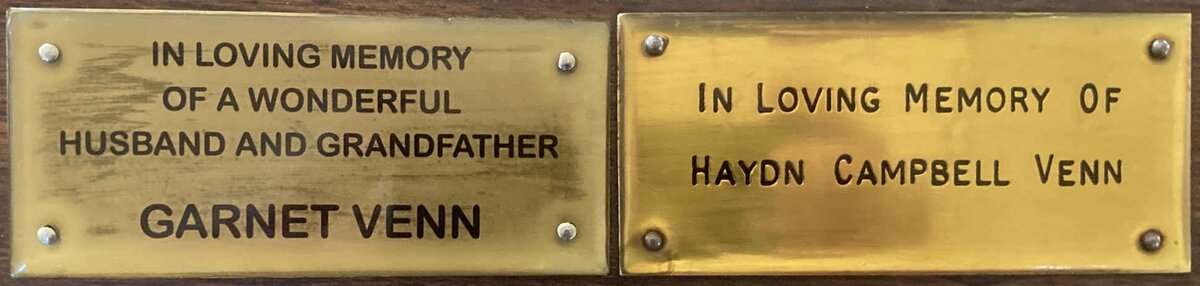 IN LOVING MEMORY
OF A WONDERFUL
HUSBAND AND GRANDFATHER
GARNET VENN
IN LOVING MEMORY OF
HAYDN CAMPBELL VENN